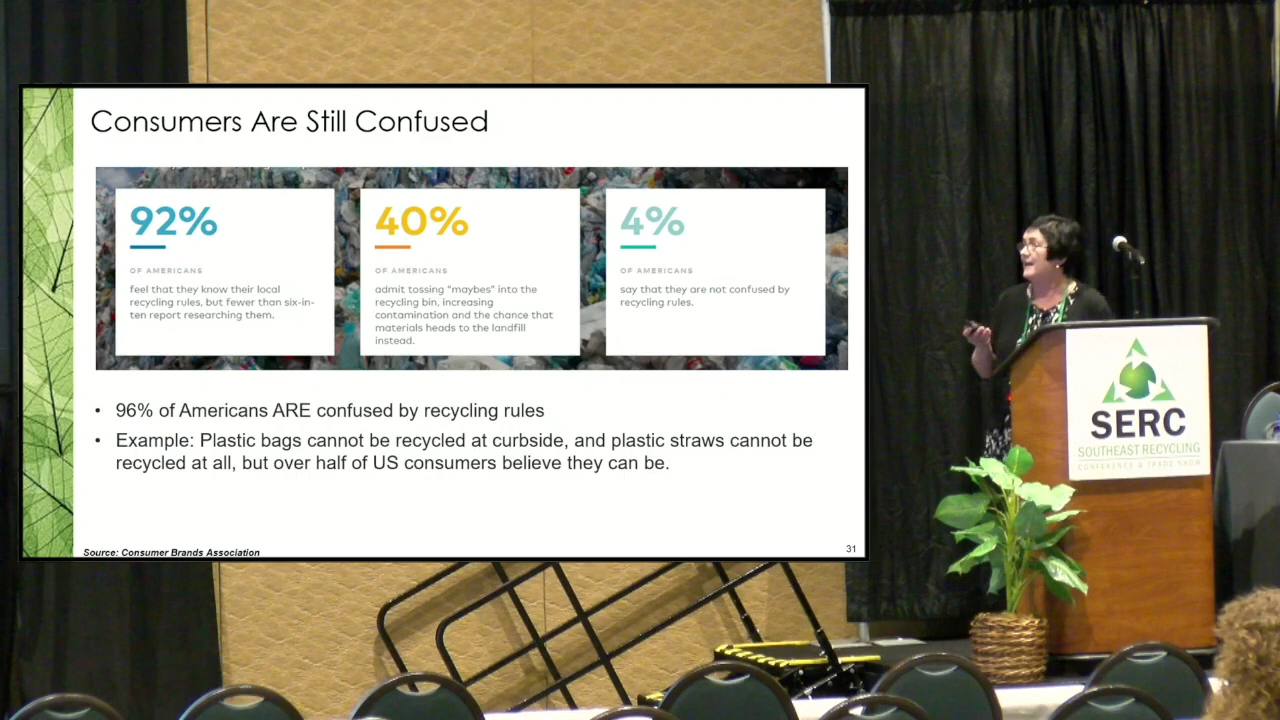 Consumers Are Still Confused
92%
OF AMERICANS
feel that they know their local
recycling rules, but fewer than six-in-
ten report researching them.
40%
OF AMERICANS
admit tossing “maybes” into the
recycling bin, increasing
contamination and the chance that
materials heads to the landfill
instead.
4%
OF AMERICANS
say that they are not confused by
recycling rules.
• 96% of Americans ARE confused by recycling rules
• Example: Plastic bags cannot be recycled at curbside, and plastic straws cannot be
recycled at all, but over half of US consumers believe they can be.
Source: Consumer Brands Association
31
SERC
SOUTHEAST RECYCLING
CONFERENCE & TRADE SHOW